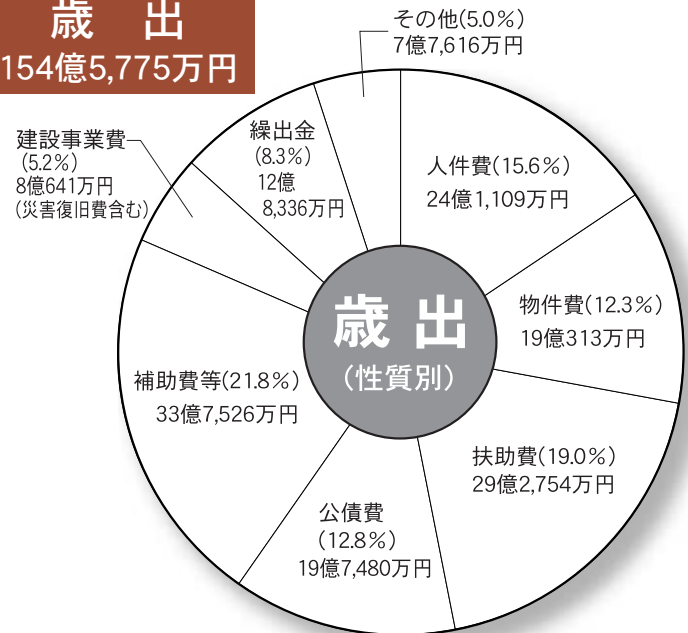 歳 出
154億5,775万円
その他(5.0%)
7億7,616万円
建設事業費
(5.2%)
8億641万円
(災害復旧費含む)
繰出金
(8.3%)
12億
8,336万円
人件費(15.6%)
24億1,109万円
物件費(12.3%)
19億313万円
歳 出
(性質別)
補助費等(21.8%)
33億7,526万円
扶助費(19.0%)
29億2,754万円
公債費
(12.8%)
19億7,480万円